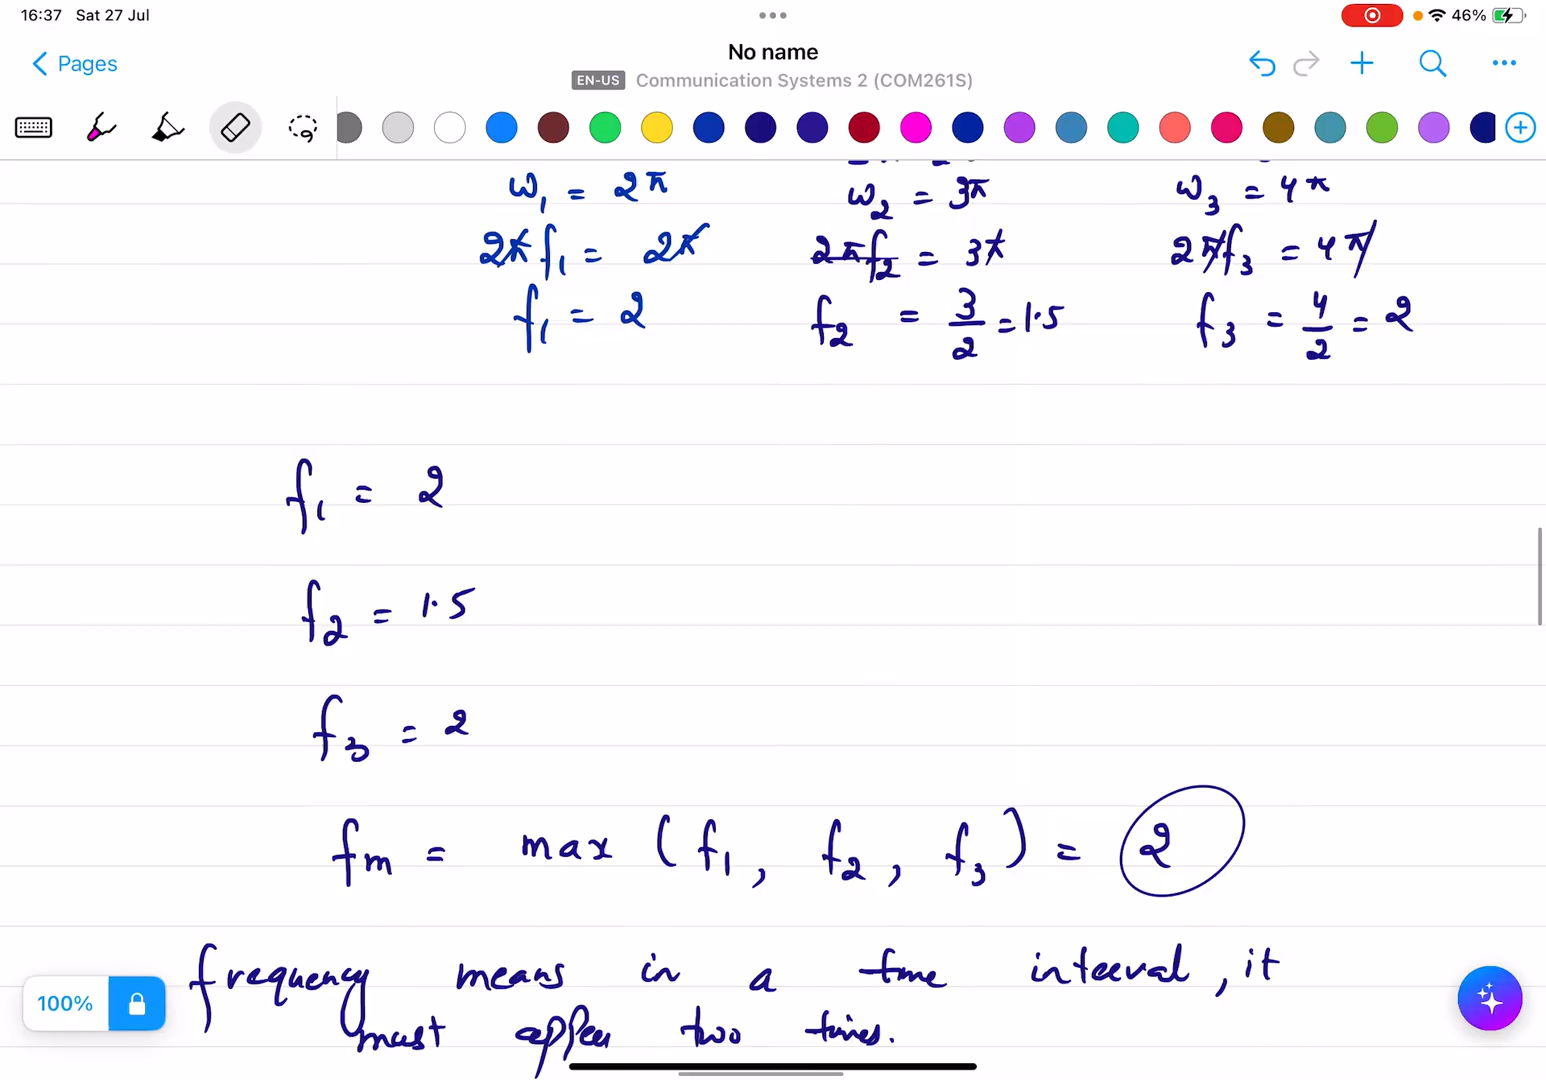 16:37 Sat 27 Jul
46%
Pages
No name
EN-US Communication Systems 2 (COM261S)
ω₁ = 2π
ω₂ = 3π
ω₃ = 4π
2πf₁ = 2π
2πf₂ = 3π
2πf₃ = 4π
f₁ = 2
f₂ = 3/2 = 1.5
f₃ = 4/2 = 2
f₁ = 2
f₂ = 1.5
f₃ = 2
fm = max (f₁, f₂, f₃) = 2
frequency means in a time interval, it
must two times.
100%